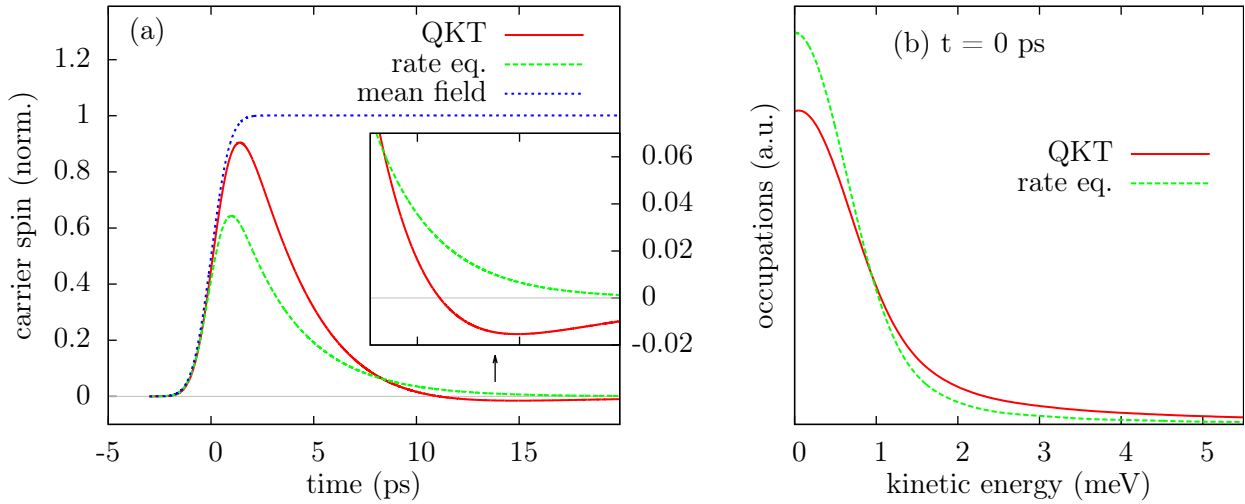 (a)
QKT
rate eq.
mean field
carrier spin (norm.)
1.2
1
0.8
0.6
0.4
0.2
0
0.06
0.04
0.02
0
-0.02
-5
0
5
10
15
time (ps)
(b) t = 0 ps
QKT
rate eq.
occupations (a.u.)
0
1
2
3
4
5
kinetic energy (meV)